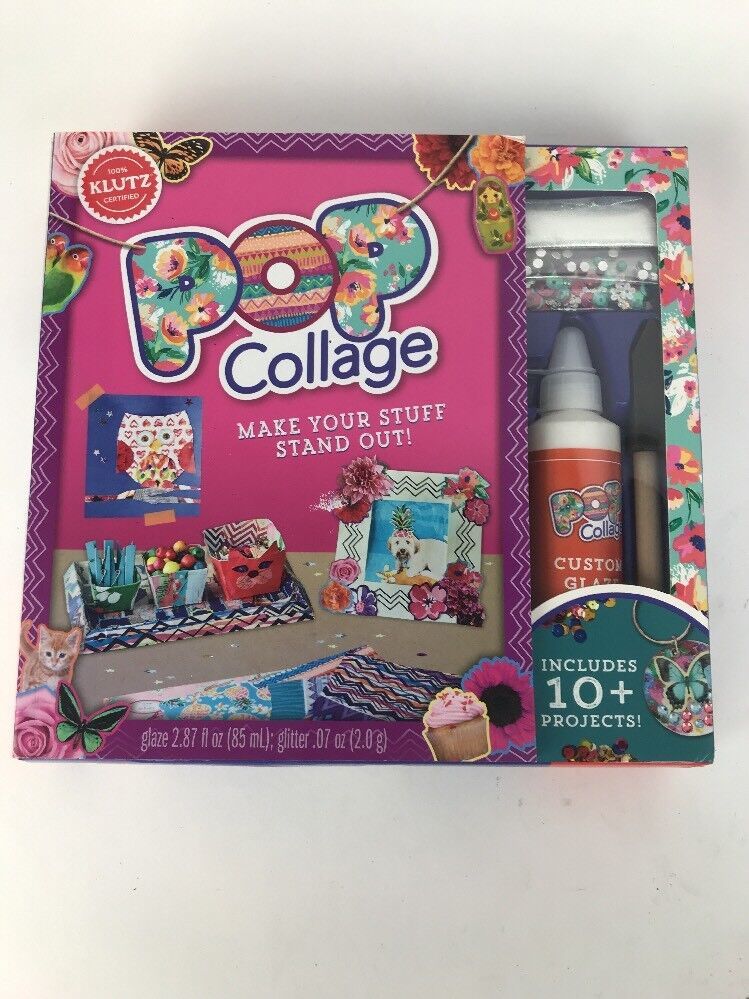 100%
KLUTZ
CERTIFIED
POP
Collage
MAKE YOUR STUFF
STAND OUT!
glaze 2.87 fl oz (85 mL); glitter .07 oz (2.0 g)
POP
Collage
CUSTOM
GLAZE
INCLUDES
10+
PROJECTS!